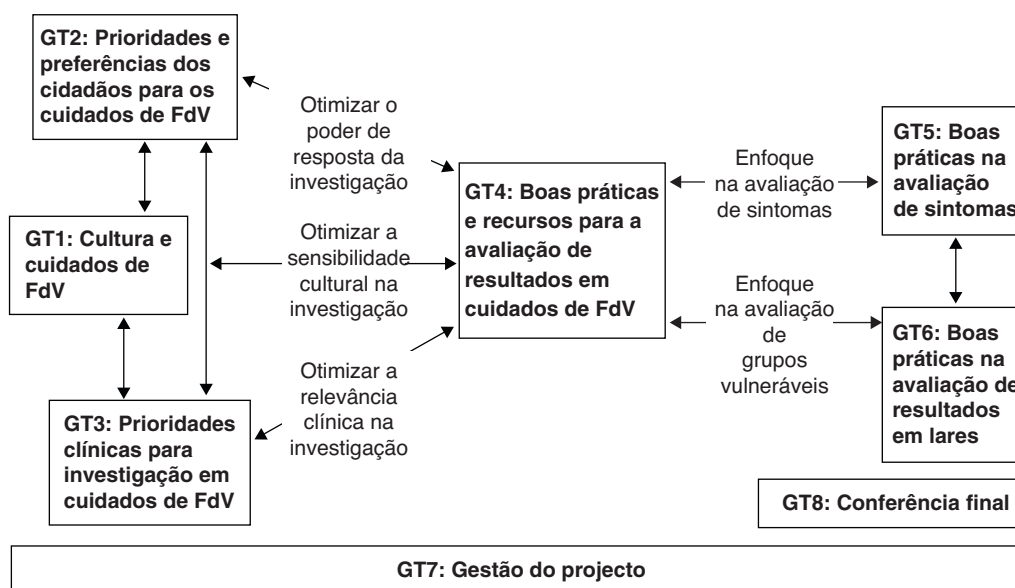 GT2: Prioridades e
preferências dos
cidadãos para os
cuidados de FdV
GT1: Cultura e
cuidados de
FdV
GT3: Prioridades
clínicas para
investigação em
cuidados de FdV
Otimizar o
poder de
resposta da
investigação
Otimizar a
sensibilidade
cultural na
investigação
Otimizar a
relevância
clínica na
investigação
GT4: Boas práticas
e recursos para a
avaliação de
resultados em
cuidados de FdV
Enfoque
na avaliação
de sintomas
Enfoque
na avaliação
de
grupos
vulneráveis
GT5: Boas
práticas na
avaliação
de sintomas
GT6: Boas
práticas na
avaliação de
resultados
em lares
GT8: Conferência final
GT7: Gestão do projecto